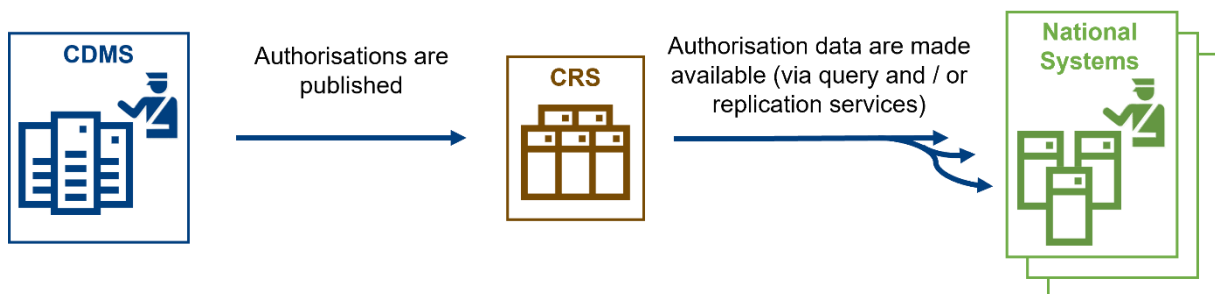 CDMS
Authorisations are
published
CRS
Authorisation data are made
available (via query and / or
replication services)
National
Systems